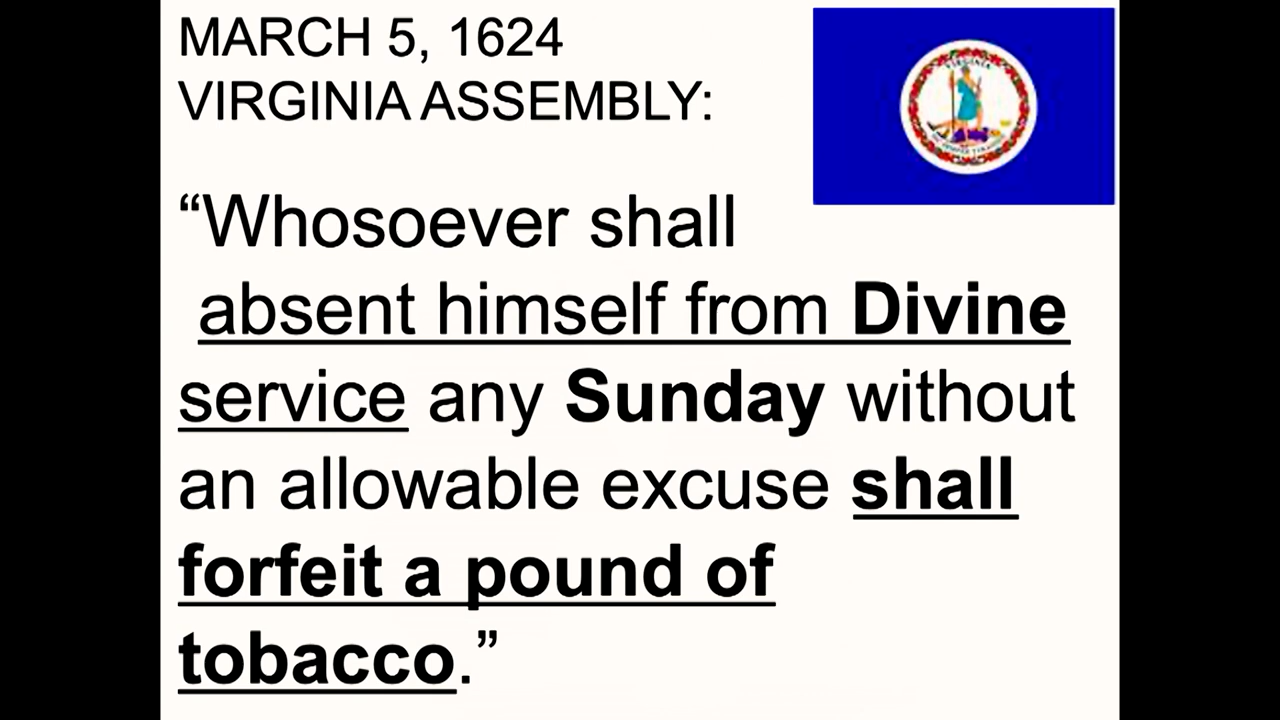 MARCH 5, 1624
VIRGINIA ASSEMBLY:
VIRGINIA
“Whosoever shall
absent himself from Divine
service any Sunday without
an allowable excuse shall
forfeit a pound of
tobacco.”